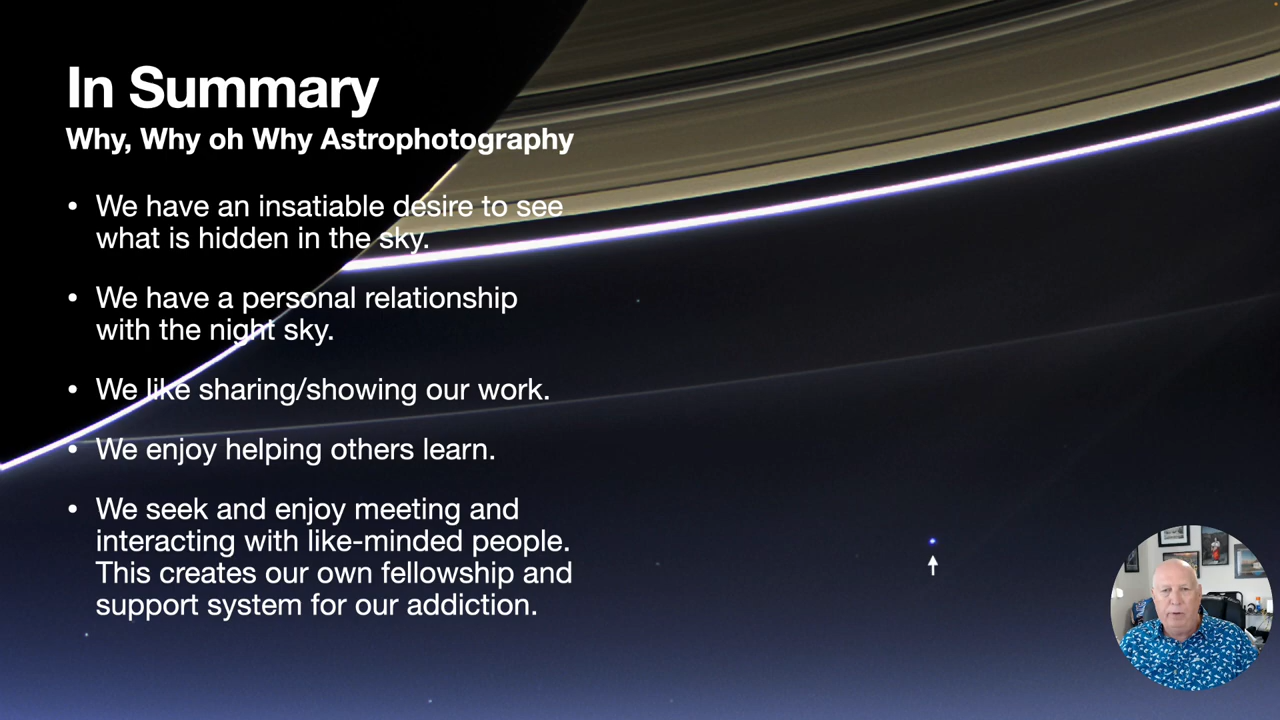 In Summary
Why, Why oh Why Astrophotography
• We have an insatiable desire to see
what is hidden in the sky.
• We have a personal relationship
with the night sky.
• We like sharing/showing our work.
• We enjoy helping others learn.
• We seek and enjoy meeting and
interacting with like-minded people.
This creates our own fellowship and
support system for our addiction.